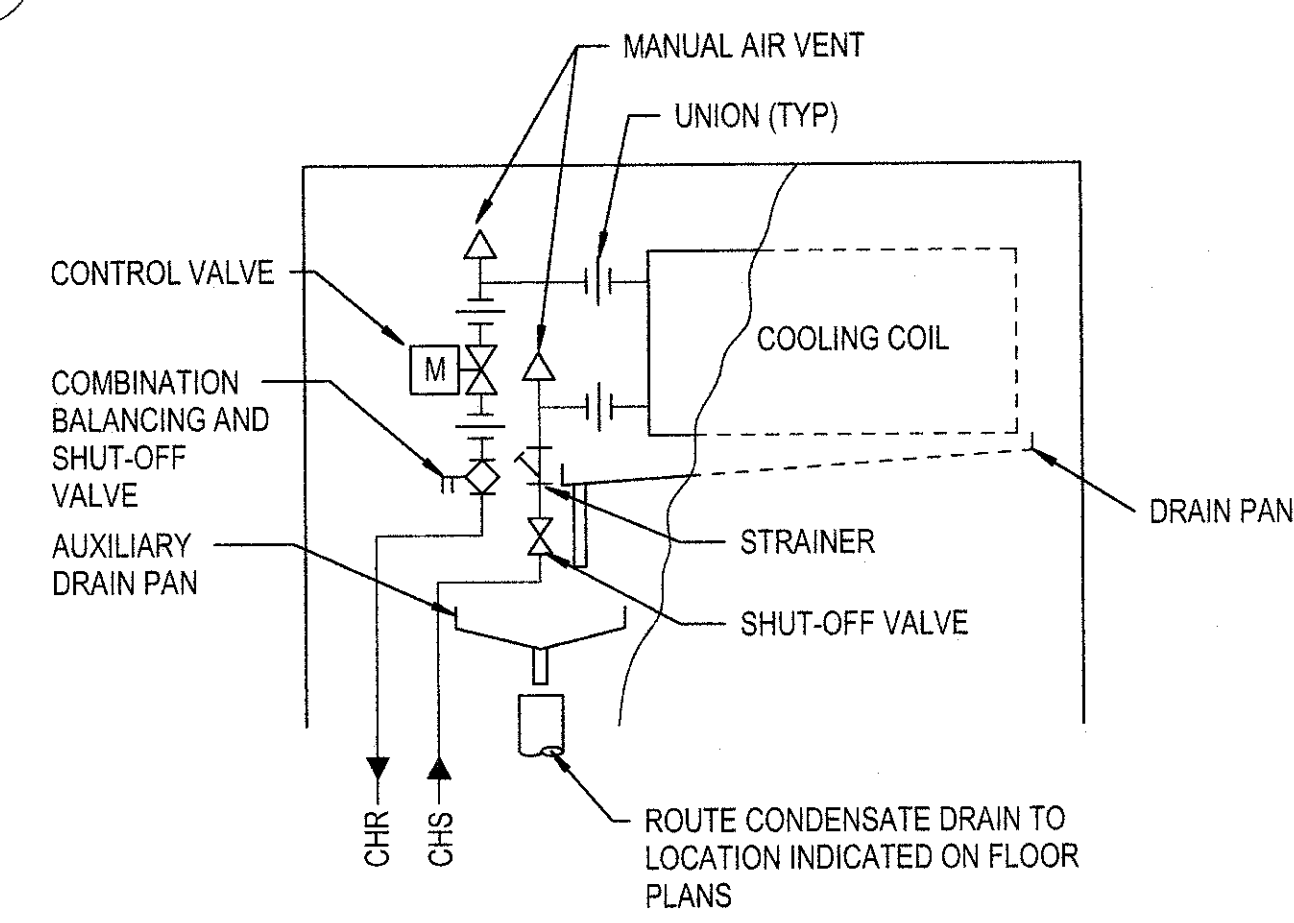 MANUAL AIR VENT
UNION (TYP)
CONTROL VALVE
COOLING COIL
M
COMBINATION
BALANCING AND
SHUT-OFF
VALVE
DRAIN PAN
AUXILIARY
DRAIN PAN
STRAINER
SHUT-OFF VALVE
CHR
CHS
ROUTE CONDENSATE DRAIN TO
LOCATION INDICATED ON FLOOR
PLANS